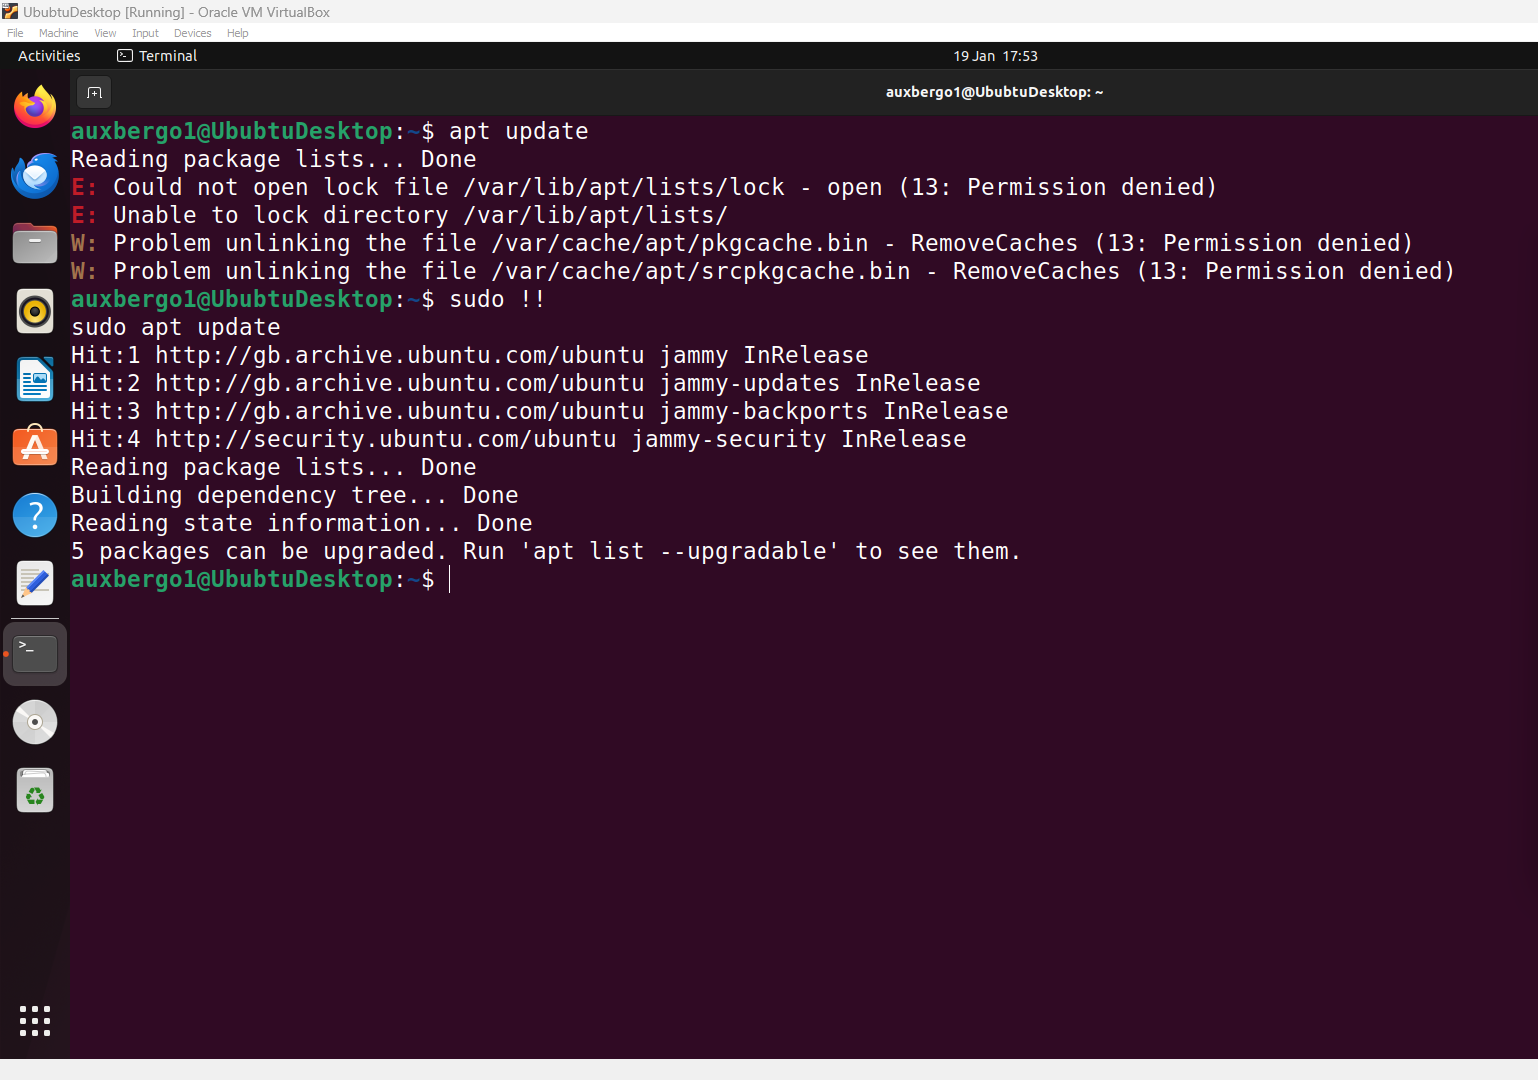 UbubtuDesktop [Running] - Oracle VM VirtualBox
File Machine View Input Devices Help
Activities Terminal 19 Jan 17:53
auxbergo1@UbubtuDesktop: ~
auxbergo1@UbubtuDesktop:~$ apt update
Reading package lists... Done
E: Could not open lock file /var/lib/apt/lists/lock - open (13: Permission denied)
E: Unable to lock directory /var/lib/apt/lists/
W: Problem unlinking the file /var/cache/apt/pkgcache.bin - RemoveCaches (13: Permission denied)
W: Problem unlinking the file /var/cache/apt/srcpkgcache.bin - RemoveCaches (13: Permission denied)
auxbergo1@UbubtuDesktop:~$ sudo !!
sudo apt update
Hit:1 http://gb.archive.ubuntu.com/ubuntu jammy InRelease
Hit:2 http://gb.archive.ubuntu.com/ubuntu jammy-updates InRelease
Hit:3 http://gb.archive.ubuntu.com/ubuntu jammy-backports InRelease
Hit:4 http://security.ubuntu.com/ubuntu jammy-security InRelease
Reading package lists... Done
Building dependency tree... Done
Reading state information... Done
5 packages can be upgraded. Run 'apt list --upgradable' to see them.
auxbergo1@UbubtuDesktop:~$